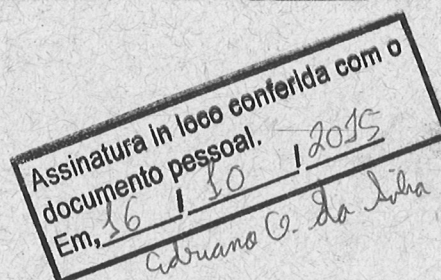 Assinatura in loco conferida com o
documento pessoal.
Em, 16 / 10 / 2015
Adriano O. da Silva